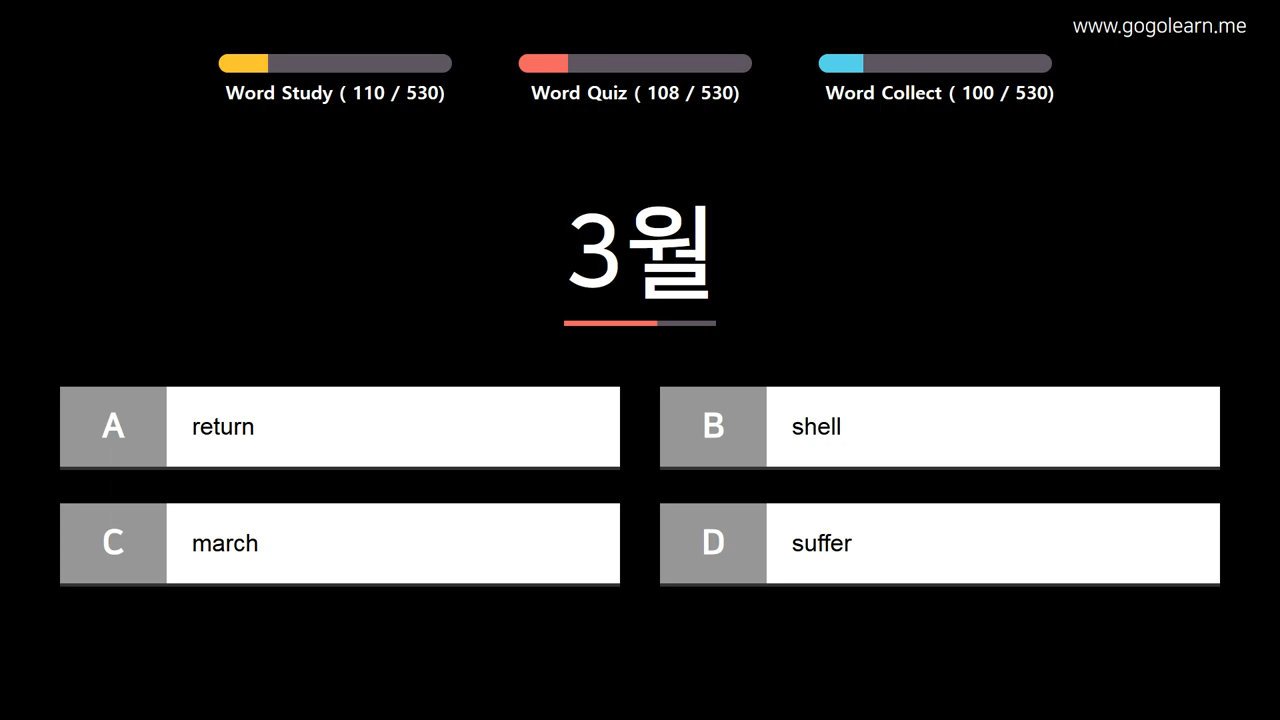 www.gogolearn.me
Word Study ( 110 / 530)
Word Quiz ( 108 / 530)
Word Collect ( 100 / 530)
3월
A return
B shell
C march
D suffer